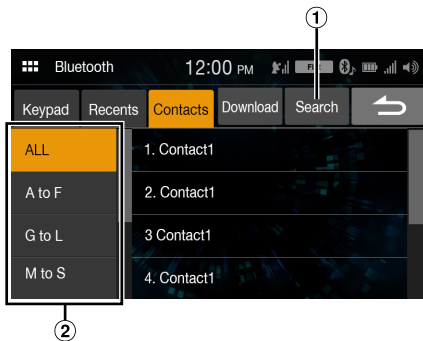 1
Bluetooth 12:00 PM
Keypad Recents Contacts Download Search
ALL 1. Contact1
A to F 2. Contact1
G to L 3 Contact1
M to S 4. Contact1
2